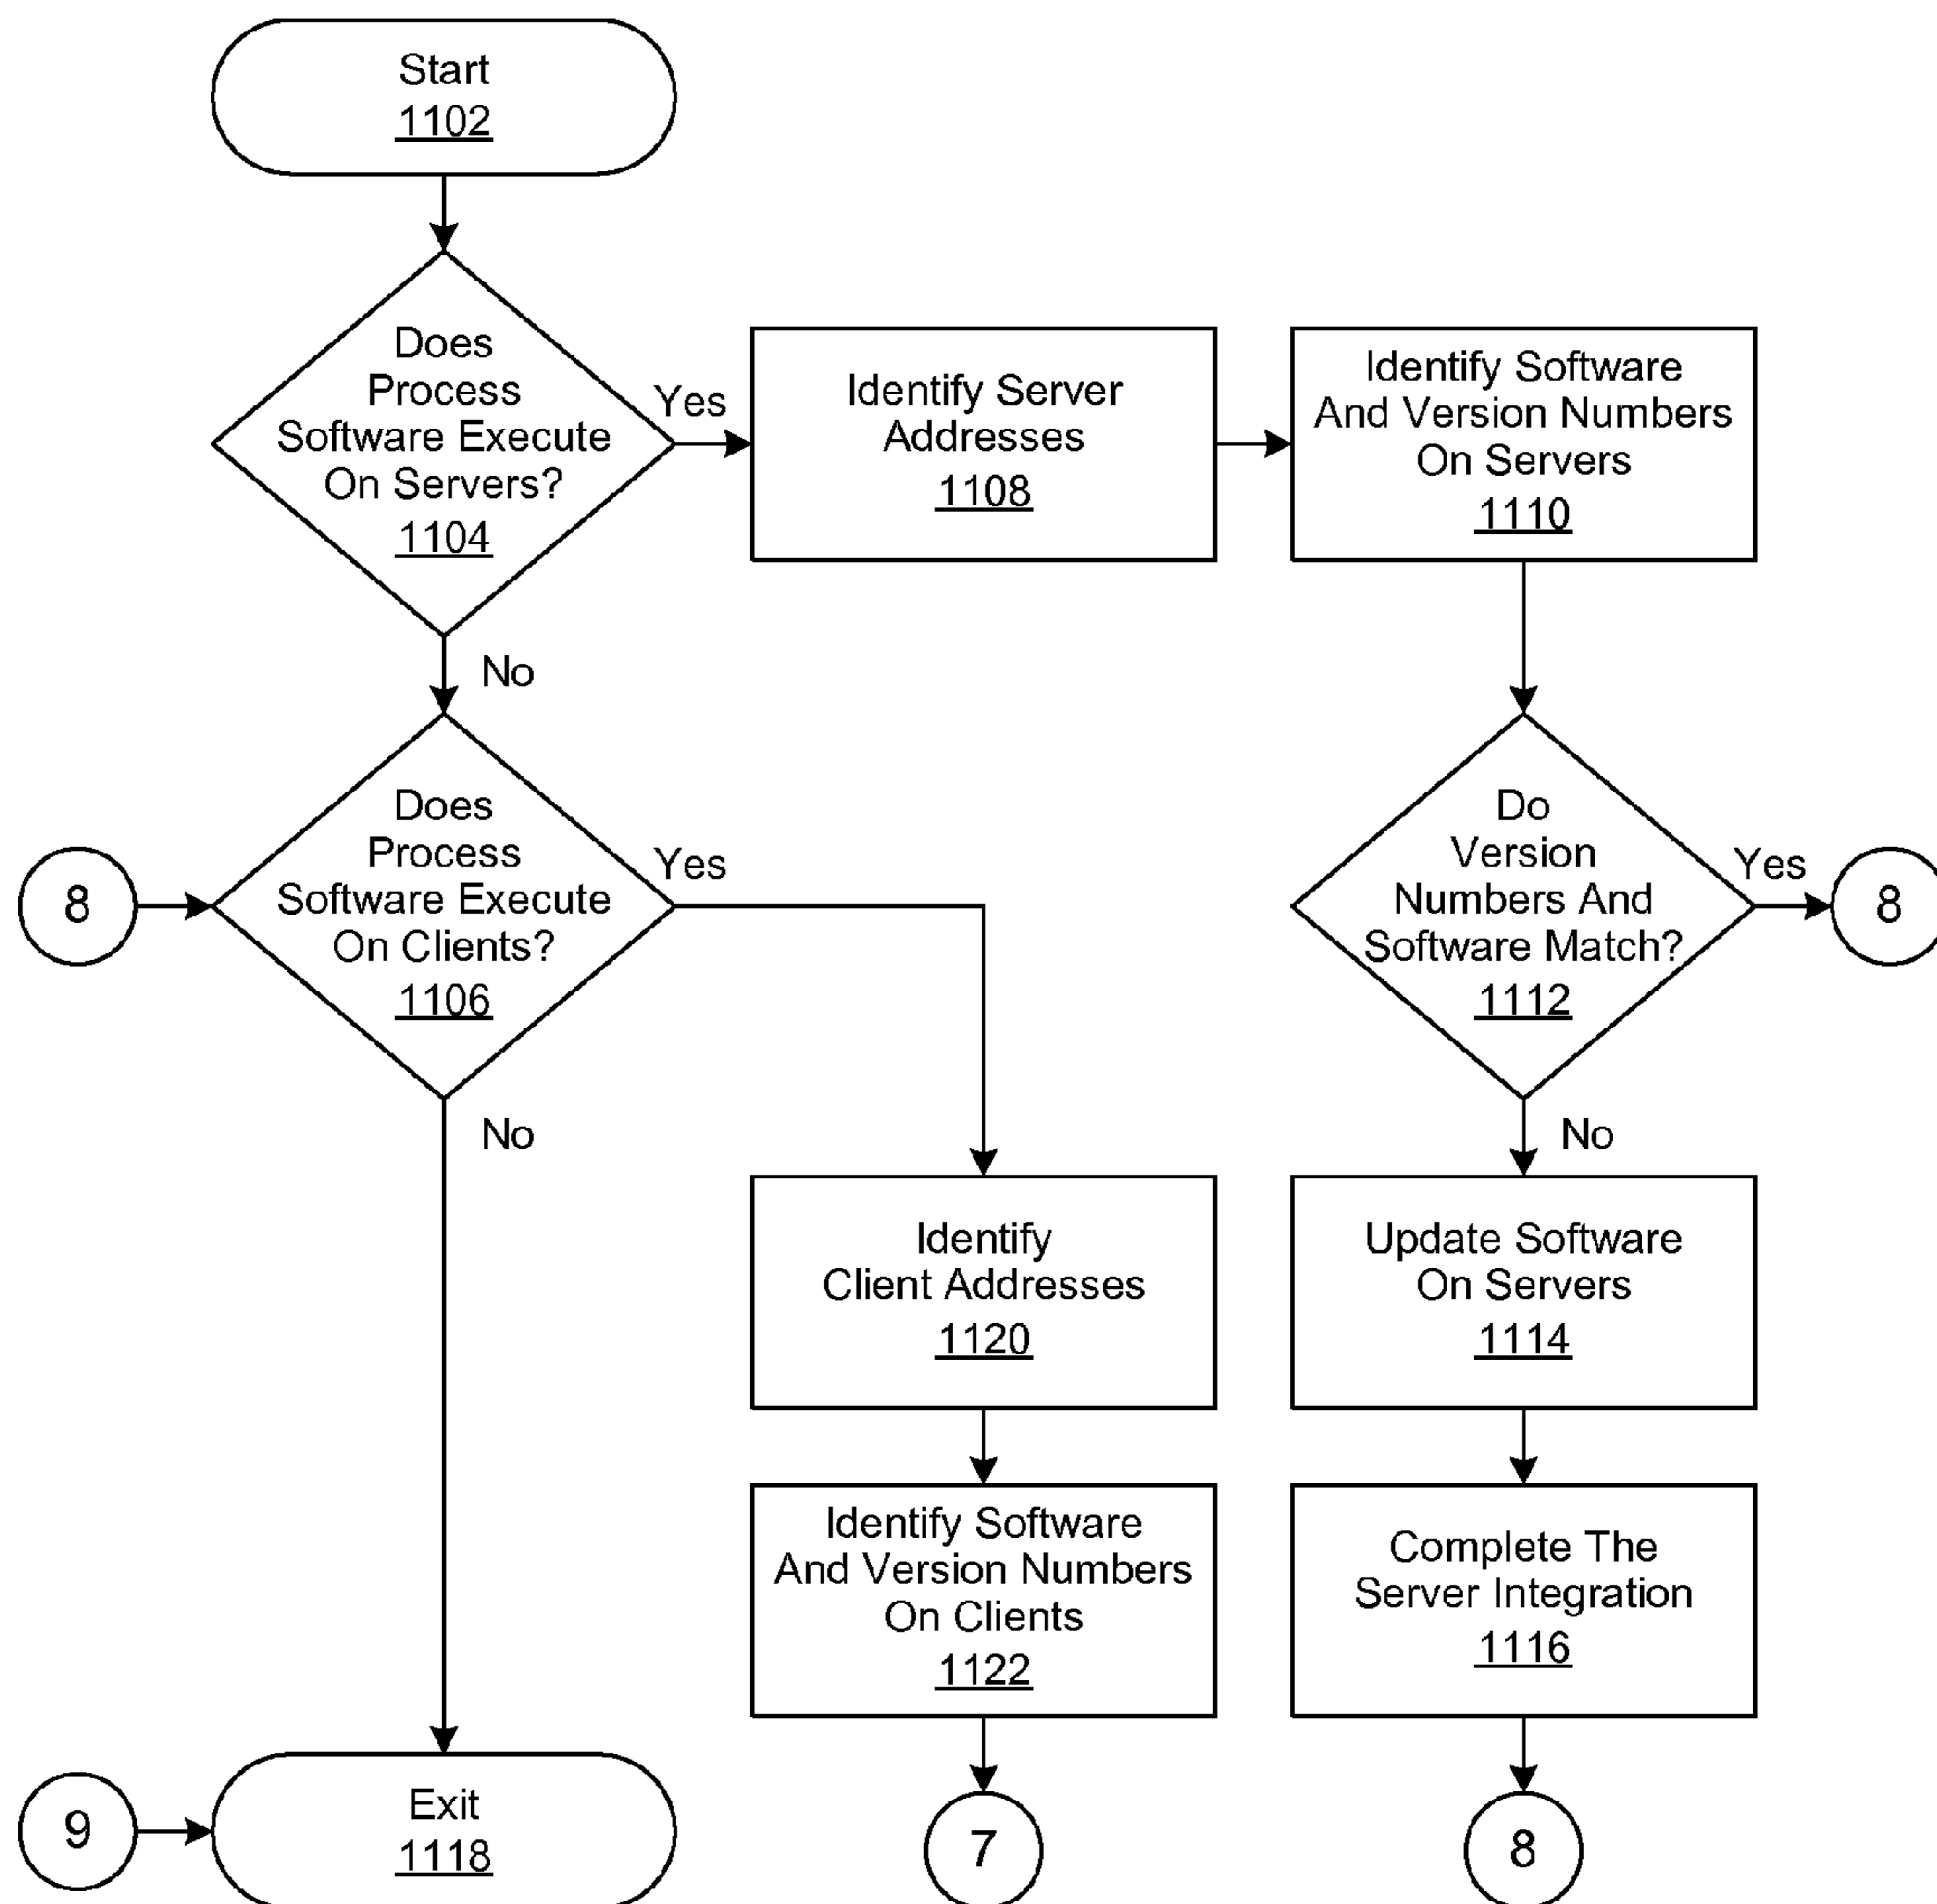 Start
1102
Does
Process
Software Execute
On Servers?
1104
Yes
Identify Server
Addresses
1108
Identify Software
And Version Numbers
On Servers
1110
No
Does
Process
Software Execute
On Clients?
1106
8
Yes
Do
Version
Numbers And
Software Match?
1112
Yes
8
No
No
Identify
Client Addresses
1120
Update Software
On Servers
1114
Identify Software
And Version Numbers
On Clients
1122
Complete The
Server Integration
1116
9
Exit
1118
7
8